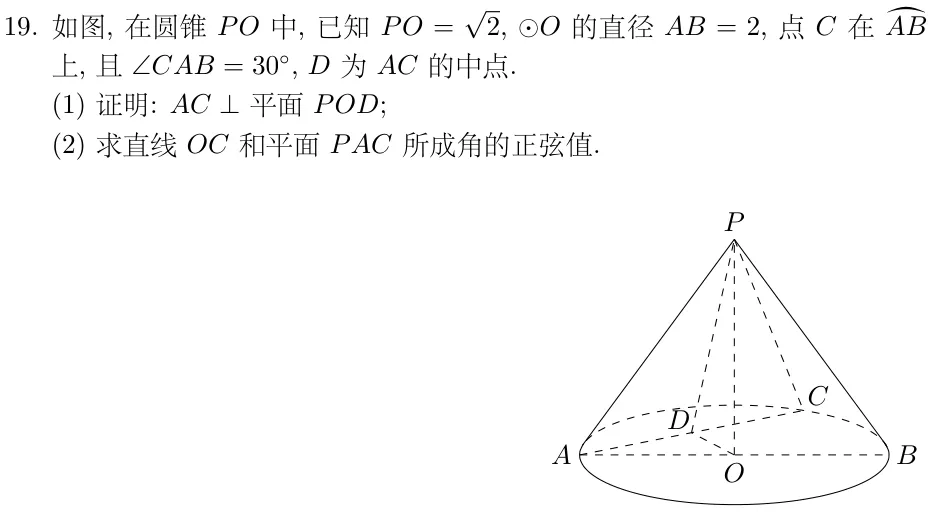 19. 如图, 在圆锥 PO 中, 已知 PO = √2, ⊙O 的直径 AB = 2, 点 C 在 \overset{\frown}{AB}
上, 且 ∠CAB = 30°, D 为 AC 的中点.
(1) 证明: AC ⊥ 平面 POD;
(2) 求直线 OC 和平面 PAC 所成角的正弦值.
P
C
D
A
B
O